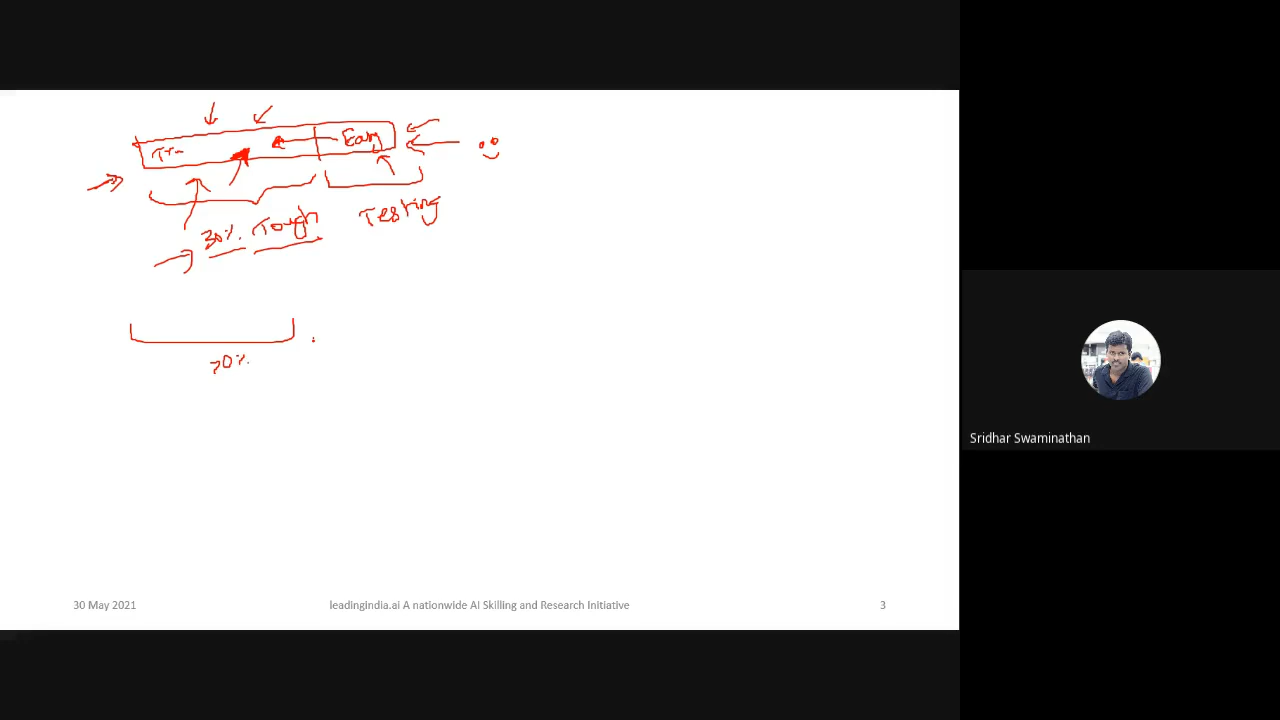 Trn Easy
30% Tough Testing
70%
Sridhar Swaminathan
30 May 2021 leadingindia.ai A nationwide AI Skilling and Research Initiative 3